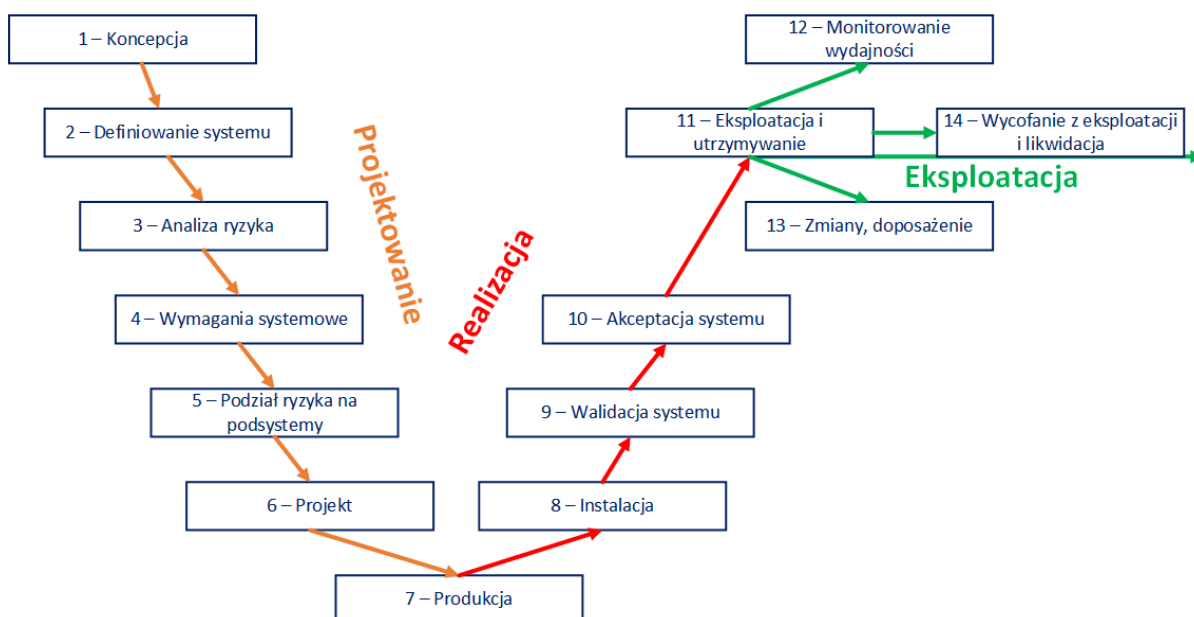 1 – Koncepcja
2 – Definiowanie systemu
3 – Analiza ryzyka
4 – Wymagania systemowe
5 – Podział ryzyka na
podsystemy
6 – Projekt
7 – Produkcja
8 – Instalacja
9 – Walidacja systemu
10 – Akceptacja systemu
11 – Eksploatacja i
utrzymywanie
12 – Monitorowanie
wydajności
13 – Zmiany, doposażenie
14 – Wycofanie z eksploatacji
i likwidacja
Projektowanie
Realizacja
Eksploatacja